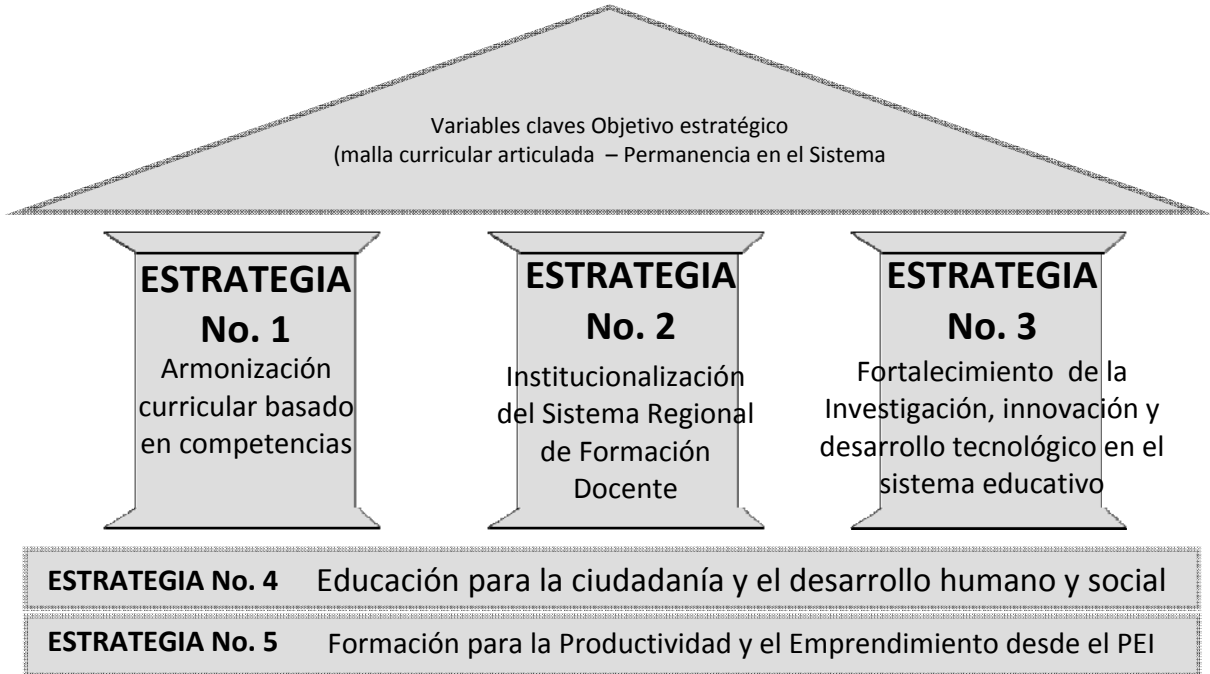 Variables claves Objetivo estratégico
(malla curricular articulada – Permanencia en el Sistema
ESTRATEGIA
No. 1
Armonización
curricular basado
en competencias
ESTRATEGIA
No. 2
Institucionalización
del Sistema Regional
de Formación
Docente
ESTRATEGIA
No. 3
Fortalecimiento de la
Investigación, innovación y
desarrollo tecnológico en el
sistema educativo
ESTRATEGIA No. 4 Educación para la ciudadanía y el desarrollo humano y social
ESTRATEGIA No. 5 Formación para la Productividad y el Emprendimiento desde el PEI